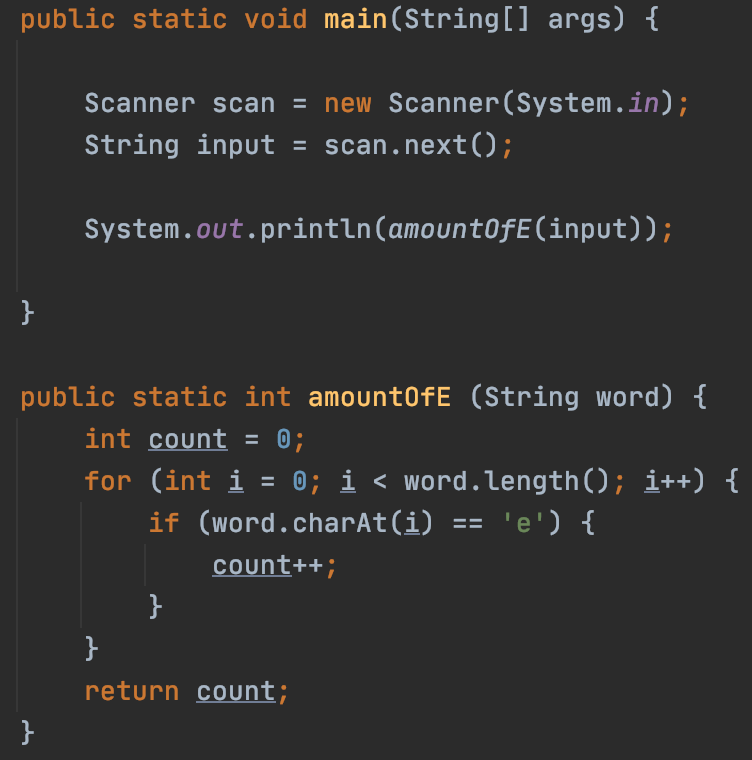 public static void main(String[] args) {
Scanner scan = new Scanner(System.in);
String input = scan.next();
System.out.println(amountOfE(input));
}
public static int amountOfE (String word) {
int count = 0;
for (int i = 0; i < word.length(); i++) {
if (word.charAt(i) == 'e') {
count++;
}
}
return count;
}